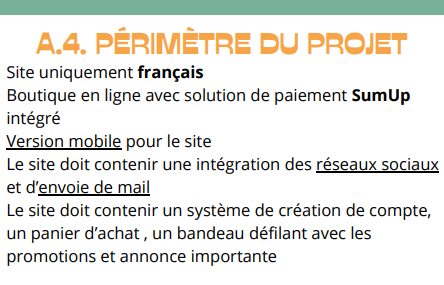 A.4. PÉRIMÈTRE DU PROJET
Site uniquement français
Boutique en ligne avec solution de paiement SumUp
intégré
Version mobile pour le site
Le site doit contenir une intégration des réseaux sociaux
et d’envoie de mail
Le site doit contenir un système de création de compte,
un panier d’achat , un bandeau défilant avec les
promotions et annonce importante